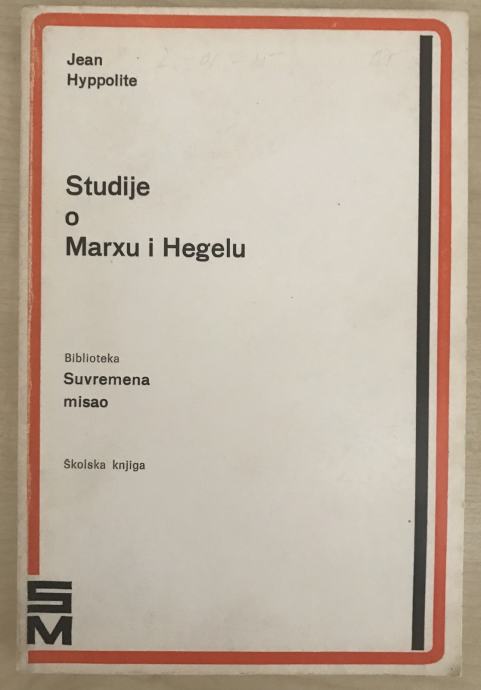 Jean
Hyppolite
Studije
o
Marxu i Hegelu
Biblioteka
Suvremena
misao
Školska knjiga
SM